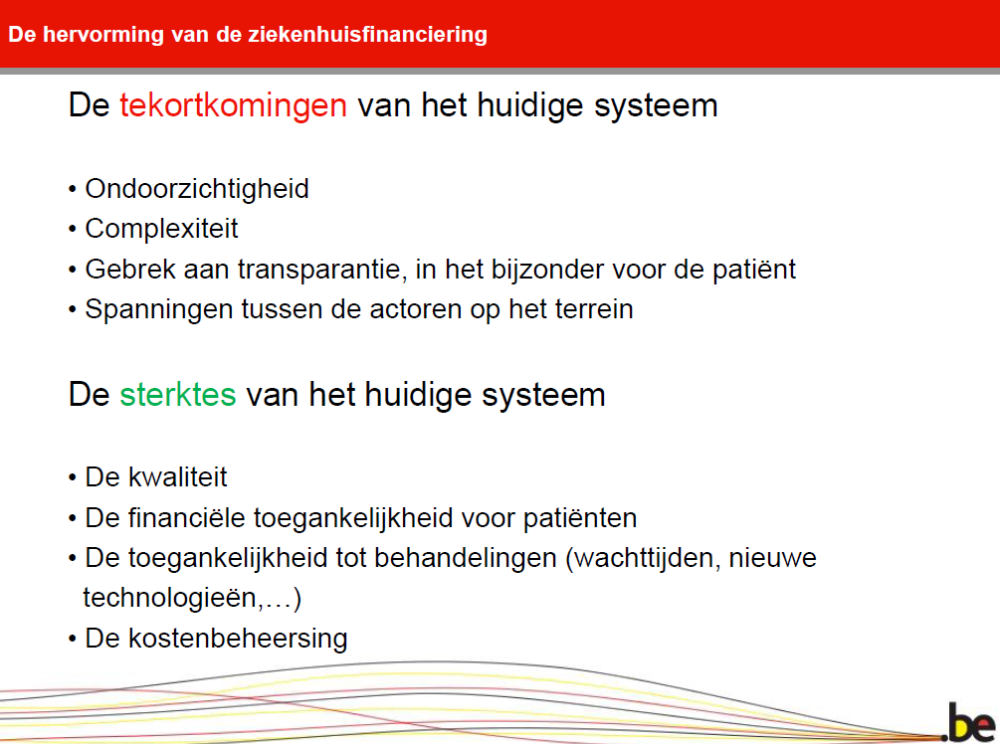 De hervorming van de ziekenhuisfinanciering
De tekortkomingen van het huidige systeem
• Ondoorzichtigheid
• Complexiteit
• Gebrek aan transparantie, in het bijzonder voor de patiënt
• Spanningen tussen de actoren op het terrein
De sterktes van het huidige systeem
• De kwaliteit
• De financiële toegankelijkheid voor patiënten
• De toegankelijkheid tot behandelingen (wachttijden, nieuwe
technologieën,…)
• De kostenbeheersing
.be